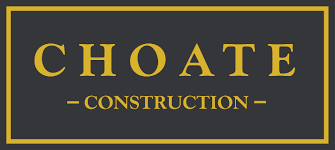 CHOATE
– CONSTRUCTION –